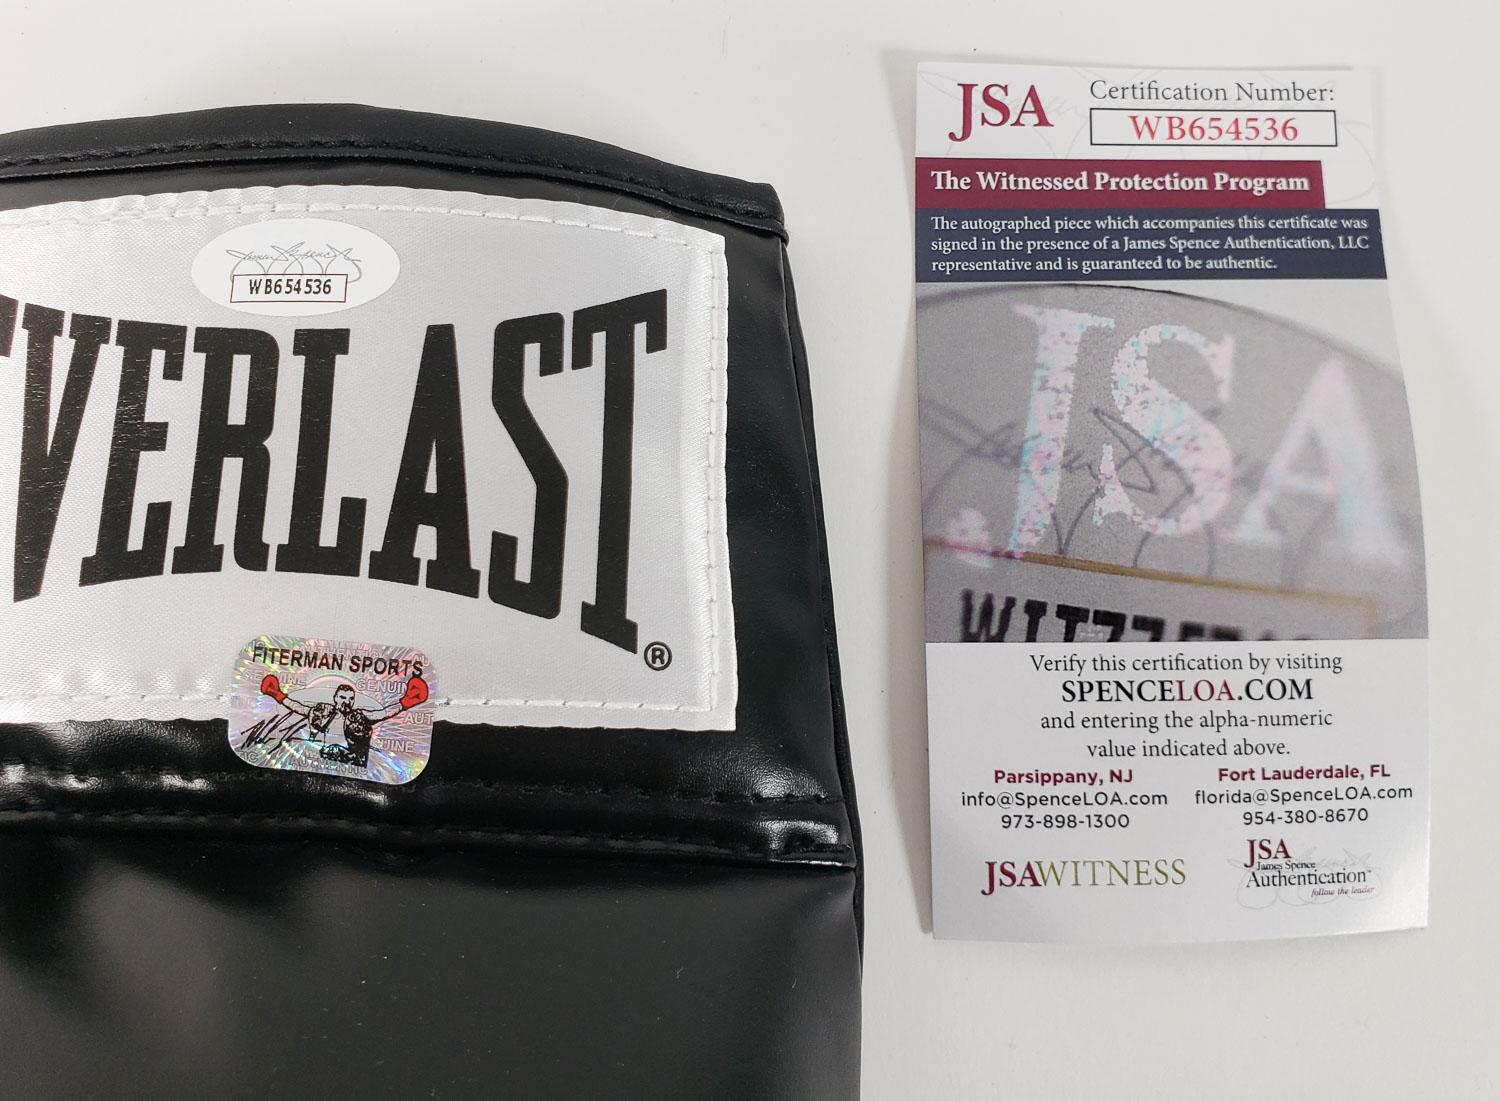 WB654536
VERLAST
®
FITERMAN SPORTS
GENUINE
AUTHENTIC
JSA
Certification Number:
WB654536
The Witnessed Protection Program
The autographed piece which accompanies this certificate was
signed in the presence of a James Spence Authentication, LLC
representative and is guaranteed to be authentic.
JSA
Verify this certification by visiting
SPENCELOA.COM
and entering the alpha-numeric
value indicated above.
Parsippany, NJ
info@SpenceLOA.com
973-898-1300
Fort Lauderdale, FL
florida@SpenceLOA.com
954-380-8670
JSAWITNESS
JSA
James Spence
Authentication™
follow the leader